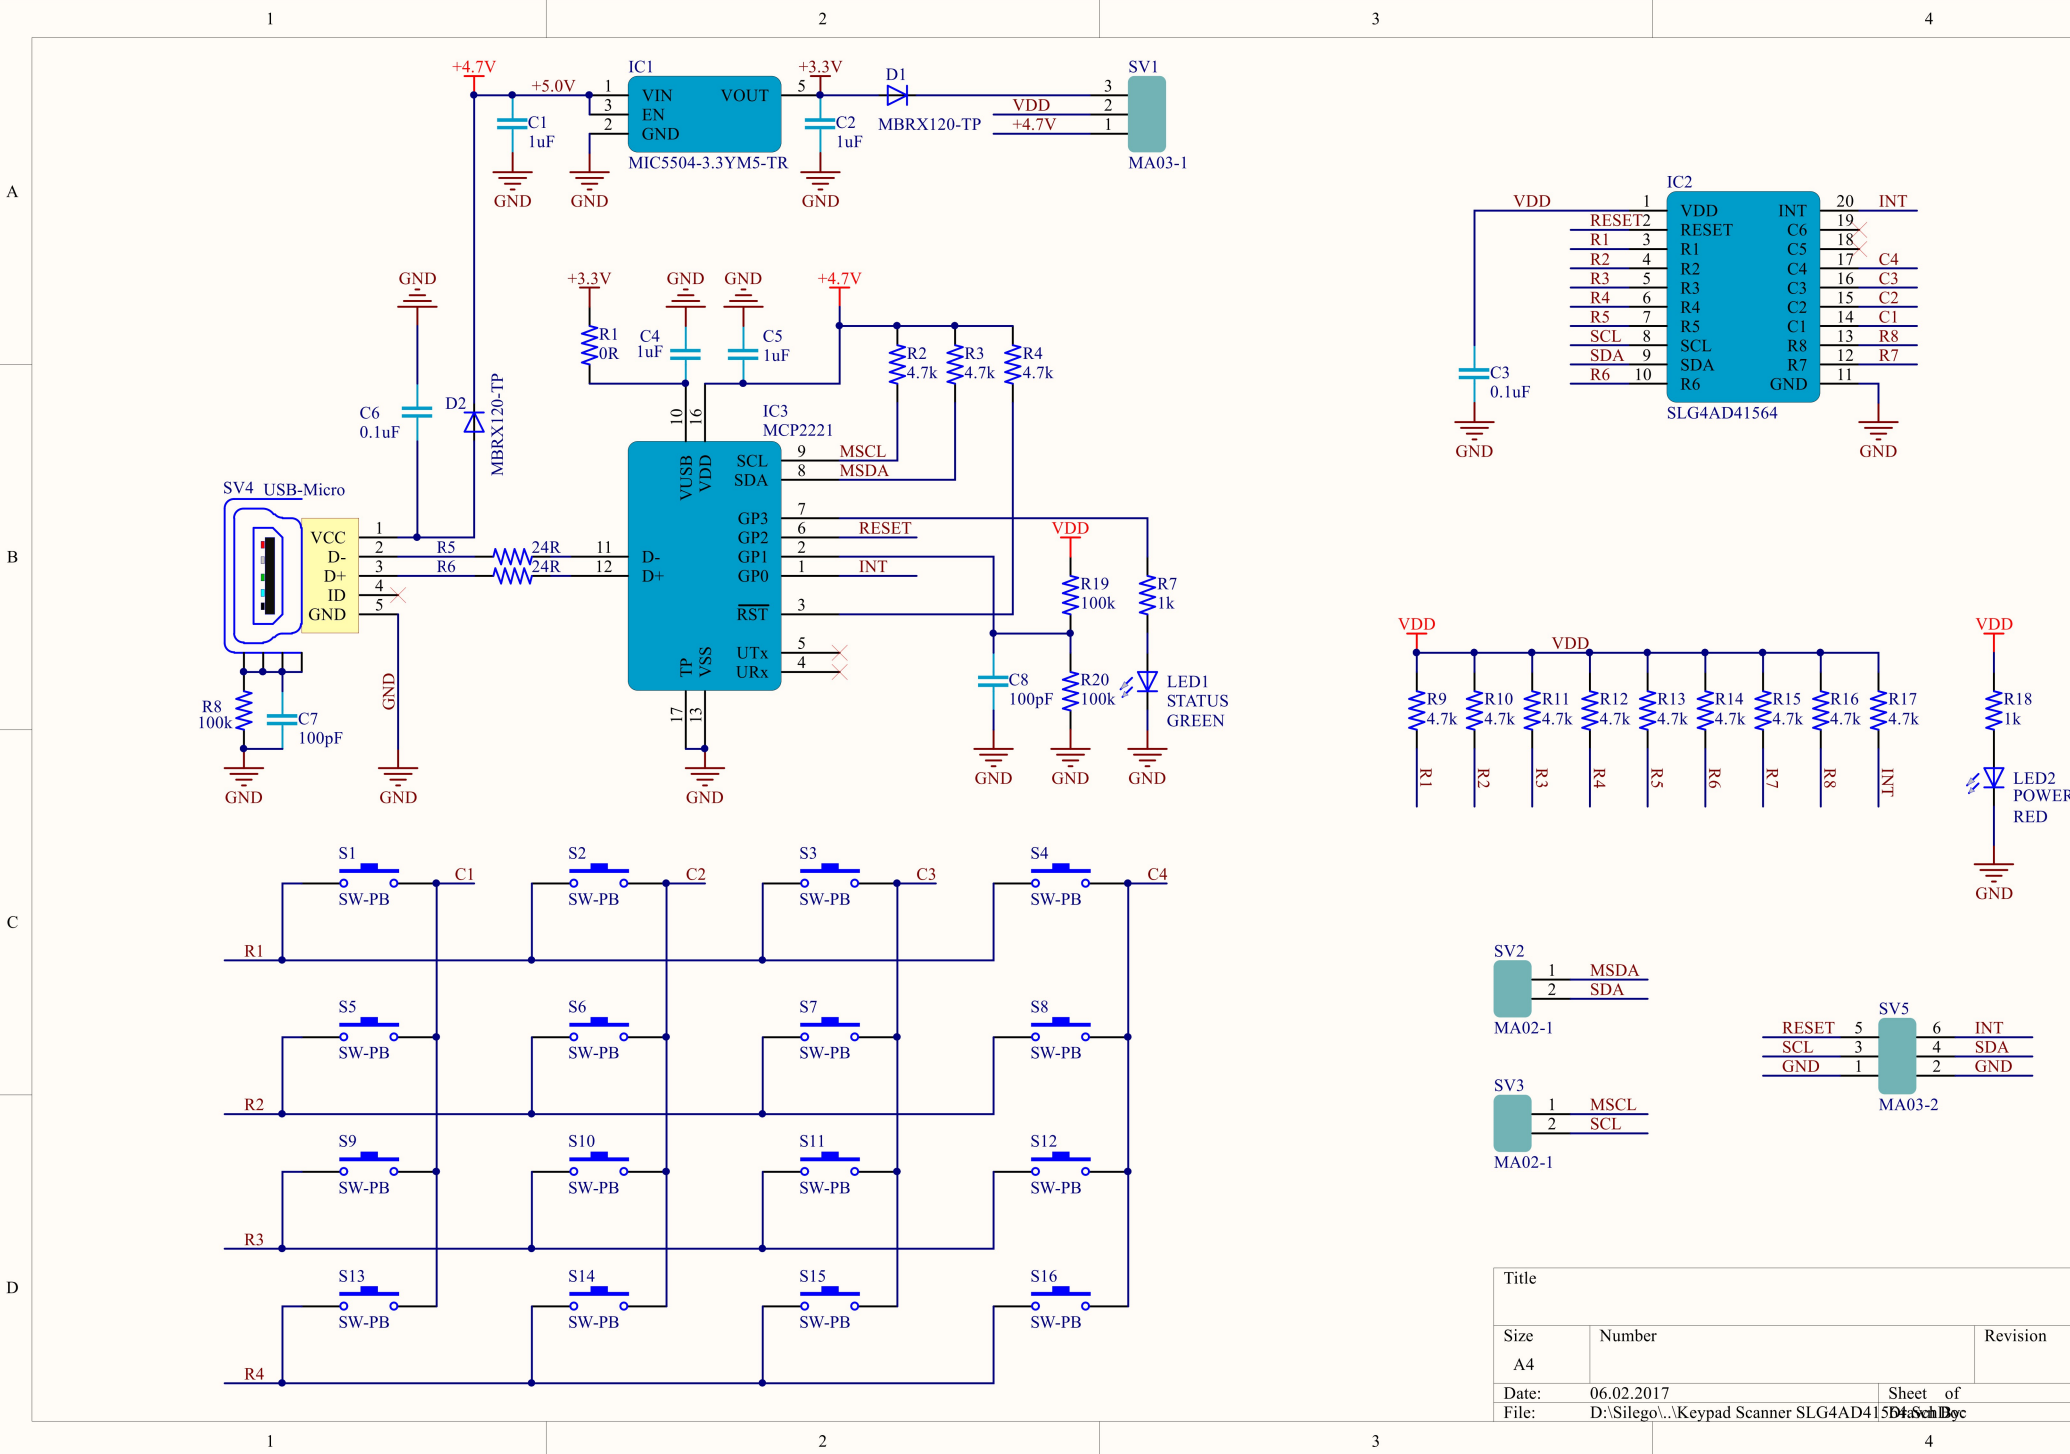 1 2 3 4
A
B
C
D
+4.7V
+5.0V
IC1
1 VIN VOUT 5
3 EN
2 GND
MIC5504-3.3YM5-TR
C1
1uF
GND
GND
+3.3V
C2
1uF
GND
D1
MBRX120-TP
SV1
3
VDD 2
+4.7V 1
MA03-1
IC2
VDD 1 VDD INT 20 INT
RESET 2 RESET C6 19
R1 3 R1 C5 18
R2 4 R2 C4 17 C4
R3 5 R3 C3 16 C3
R4 6 R4 C2 15 C2
R5 7 R5 C1 14 C1
SCL 8 SCL R8 13 R8
SDA 9 SDA R7 12 R7
R6 10 R6 GND 11
SLG4AD41564
C3
0.1uF
GND
GND
GND
C6
0.1uF
D2
MBRX120-TP
+3.3V
R1
0R
GND
C4
1uF
GND
C5
1uF
+4.7V
R2
4.7k
R3
4.7k
R4
4.7k
IC3
MCP2221
10 VUSB
16 VDD
SCL 9 MSCL
SDA 8 MSDA
GP3 7
GP2 6 RESET
GP1 2
GP0 1 INT
RST 3
UTx 5
URx 4
11 D-
12 D+
TP 17
VSS 13
GND
SV4 USB-Micro
VCC 1
D- 2
D+ 3
ID 4
GND 5
R5 24R
R6 24R
GND
GND
R8
100k
C7
100pF
GND
VDD
R19
100k
R7
1k
C8
100pF
R20
100k
LED1
STATUS
GREEN
GND
GND
GND
VDD
VDD
R9
4.7k
R10
4.7k
R11
4.7k
R12
4.7k
R13
4.7k
R14
4.7k
R15
4.7k
R16
4.7k
R17
4.7k
R1 R2 R3 R4 R5 R6 R7 R8 INT
VDD
R18
1k
LED2
POWER
RED
GND
S1 C1 S2 C2 S3 C3 S4 C4
SW-PB SW-PB SW-PB SW-PB
R1
S5 S6 S7 S8
SW-PB SW-PB SW-PB SW-PB
R2
S9 S10 S11 S12
SW-PB SW-PB SW-PB SW-PB
R3
S13 S14 S15 S16
SW-PB SW-PB SW-PB SW-PB
R4
SV2
1 MSDA
2 SDA
MA02-1
SV3
1 MSCL
2 SCL
MA02-1
SV5
RESET 5 6 INT
SCL 3 4 SDA
GND 1 2 GND
MA03-2
Title
Size Number Revision
A4
Date: 06.02.2017 Sheet of
File: D:\Silego\..\Keypad Scanner SLG4AD41564.SchDoc Drawn By:
1 2 3 4